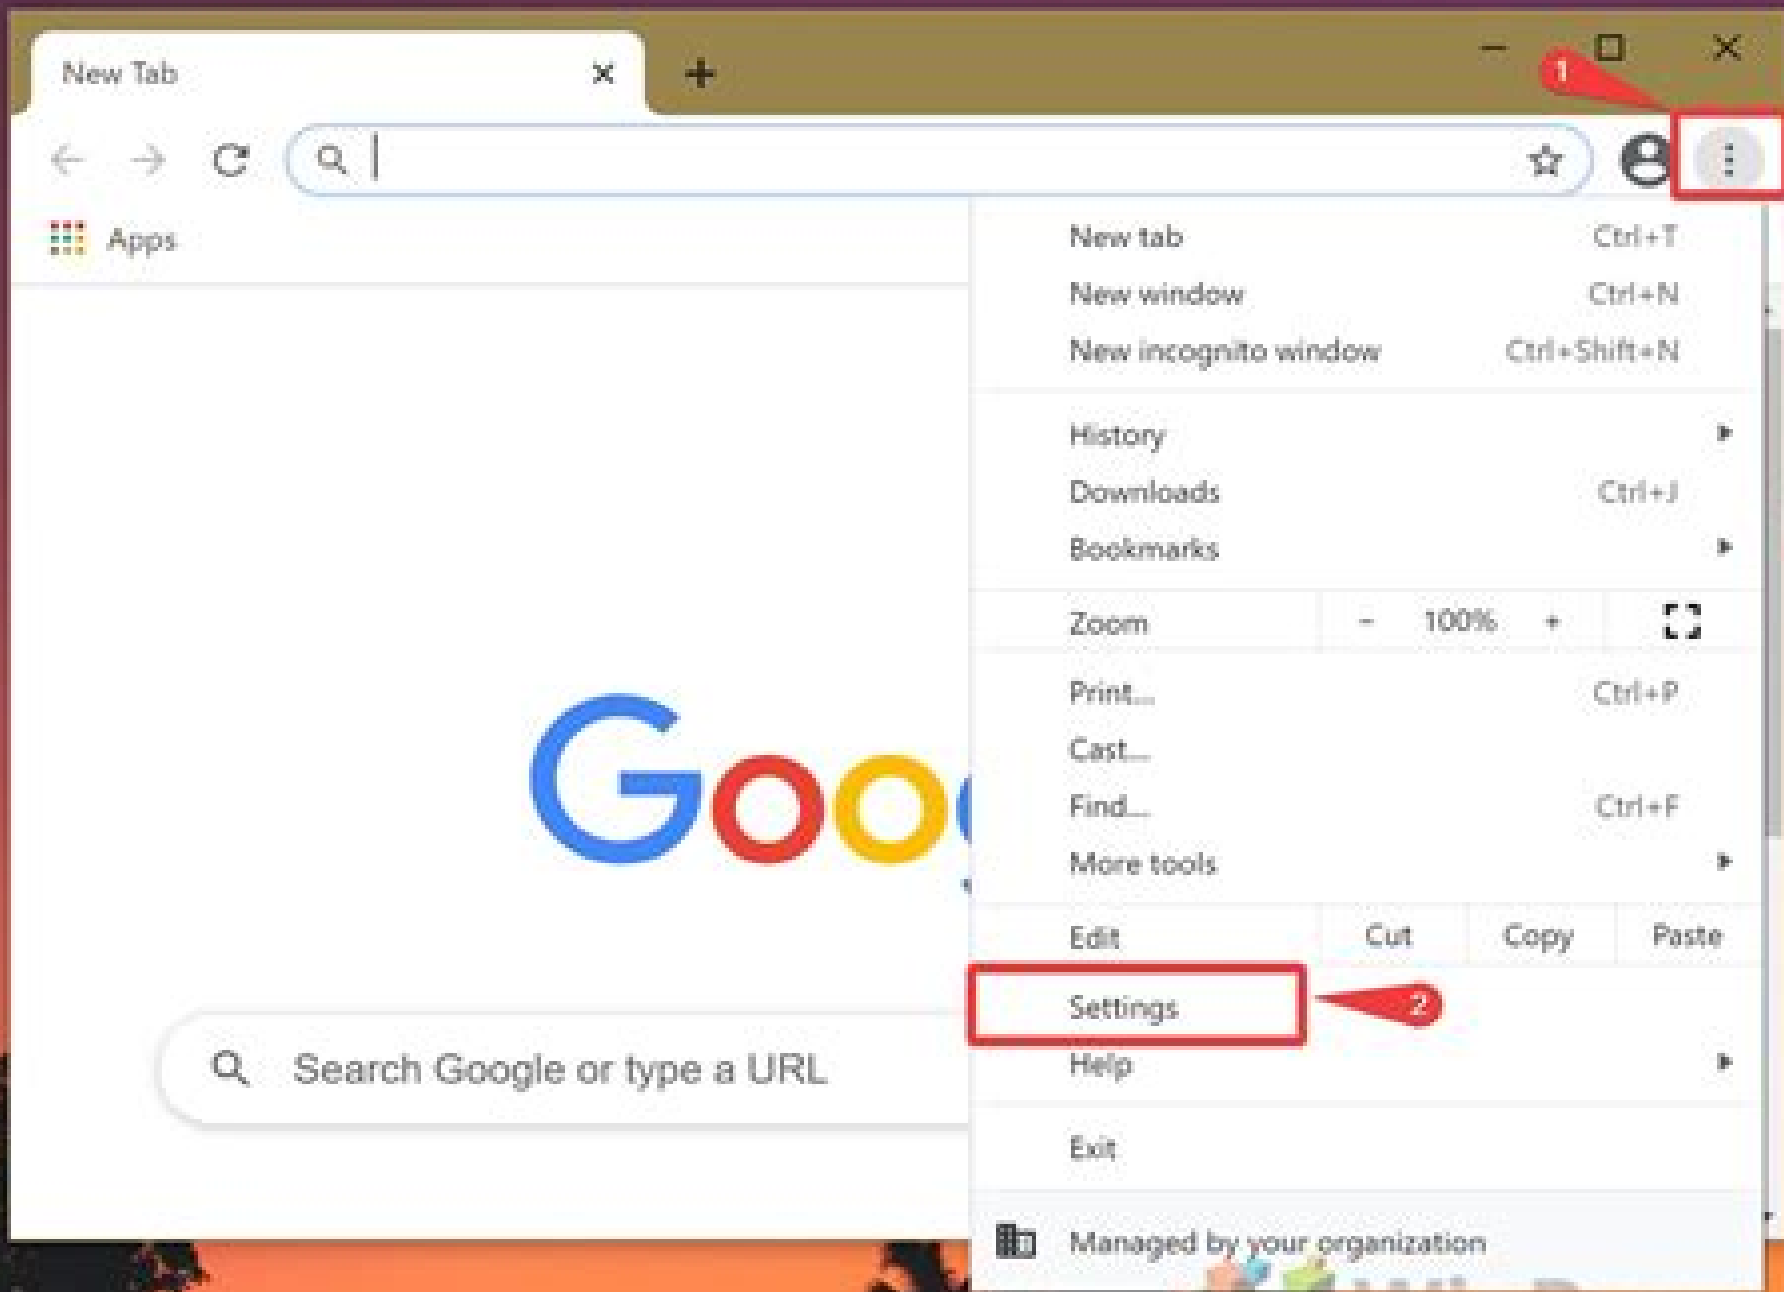 New Tab
1
Apps
New tab Ctrl+T
New window Ctrl+N
New incognito window Ctrl+Shift+N
History
Downloads Ctrl+J
Bookmarks
Zoom - 100% +
Print... Ctrl+P
Cast...
Find... Ctrl+F
More tools
Goo
Edit Cut Copy Paste
Settings 2
Search Google or type a URL
Help
Exit
Managed by your organization